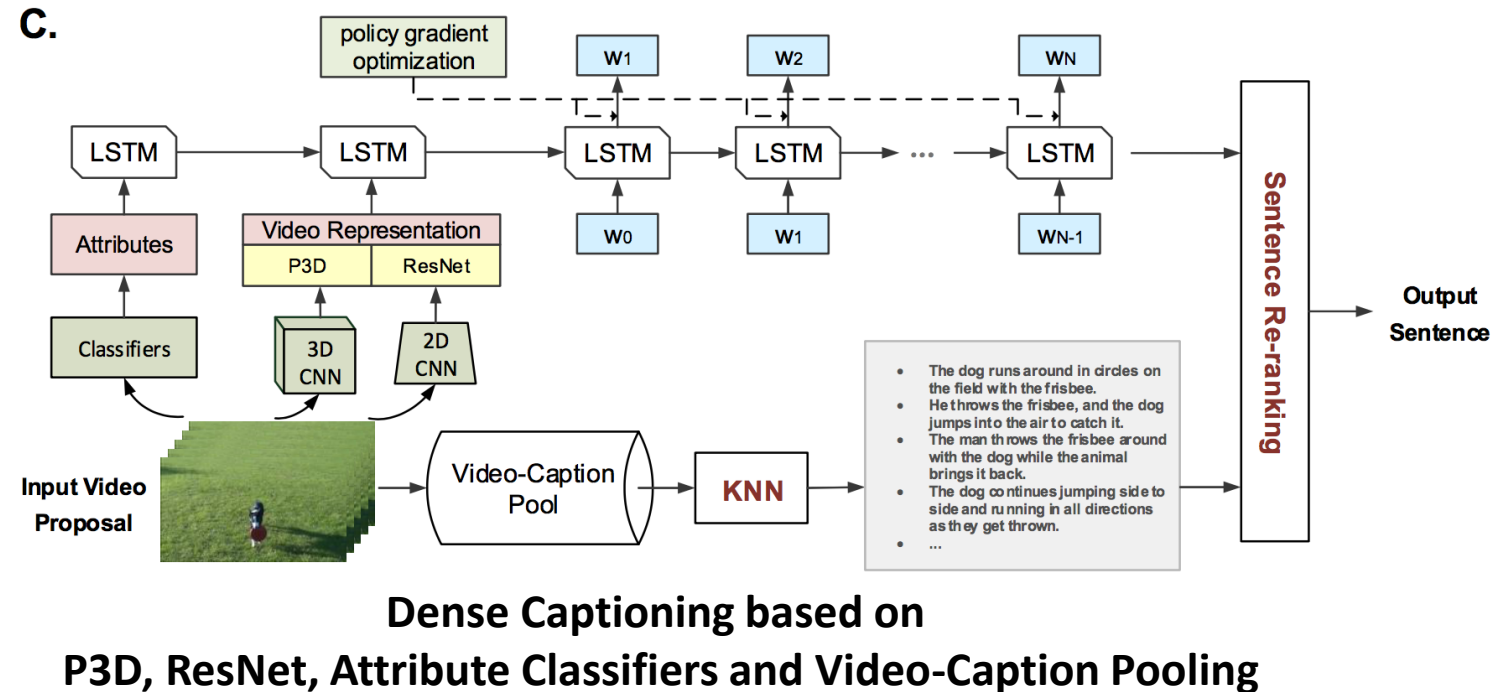 C.
policy gradient
optimization
W1
W2
WN
LSTM
LSTM
LSTM
LSTM
...
LSTM
Attributes
Video Representation
P3D
ResNet
W0
W1
WN-1
Classifiers
3D
CNN
2D
CNN
Sentence Re-ranking
Output
Sentence
Input Video
Proposal
Video-Caption
Pool
KNN
• The dog runs around in circles on
the field with the frisbee.
• He throws the frisbee, and the dog
jumps into the air to catch it.
• The man throws the frisbee around
with the dog while the animal
brings it back.
• The dog continues jumping side to
side and running in all directions
as they get thrown.
• ...
Dense Captioning based on
P3D, ResNet, Attribute Classifiers and Video-Caption Pooling